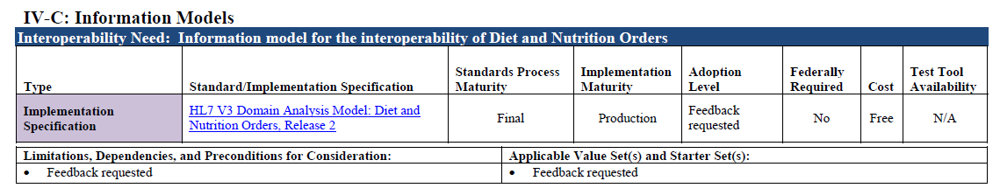 IV-C: Information Models
Interoperability Need: Information model for the interoperability of Diet and Nutrition Orders
Type
Standard/Implementation Specification
Standards Process
Maturity
Implementation
Maturity
Adoption
Level
Federally
Required
Cost
Test Tool
Availability
Implementation
Specification
HL7 V3 Domain Analysis Model: Diet and
Nutrition Orders, Release 2
Final
Production
Feedback
requested
No
Free
N/A
Limitations, Dependencies, and Preconditions for Consideration:
Applicable Value Set(s) and Starter Set(s):
• Feedback requested
• Feedback requested